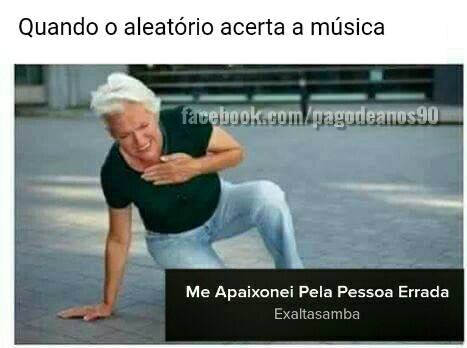 Quando o aleatório acerta a música
facebook.com/pagodeanos90
Me Apaixonei Pela Pessoa Errada
Exaltasamba